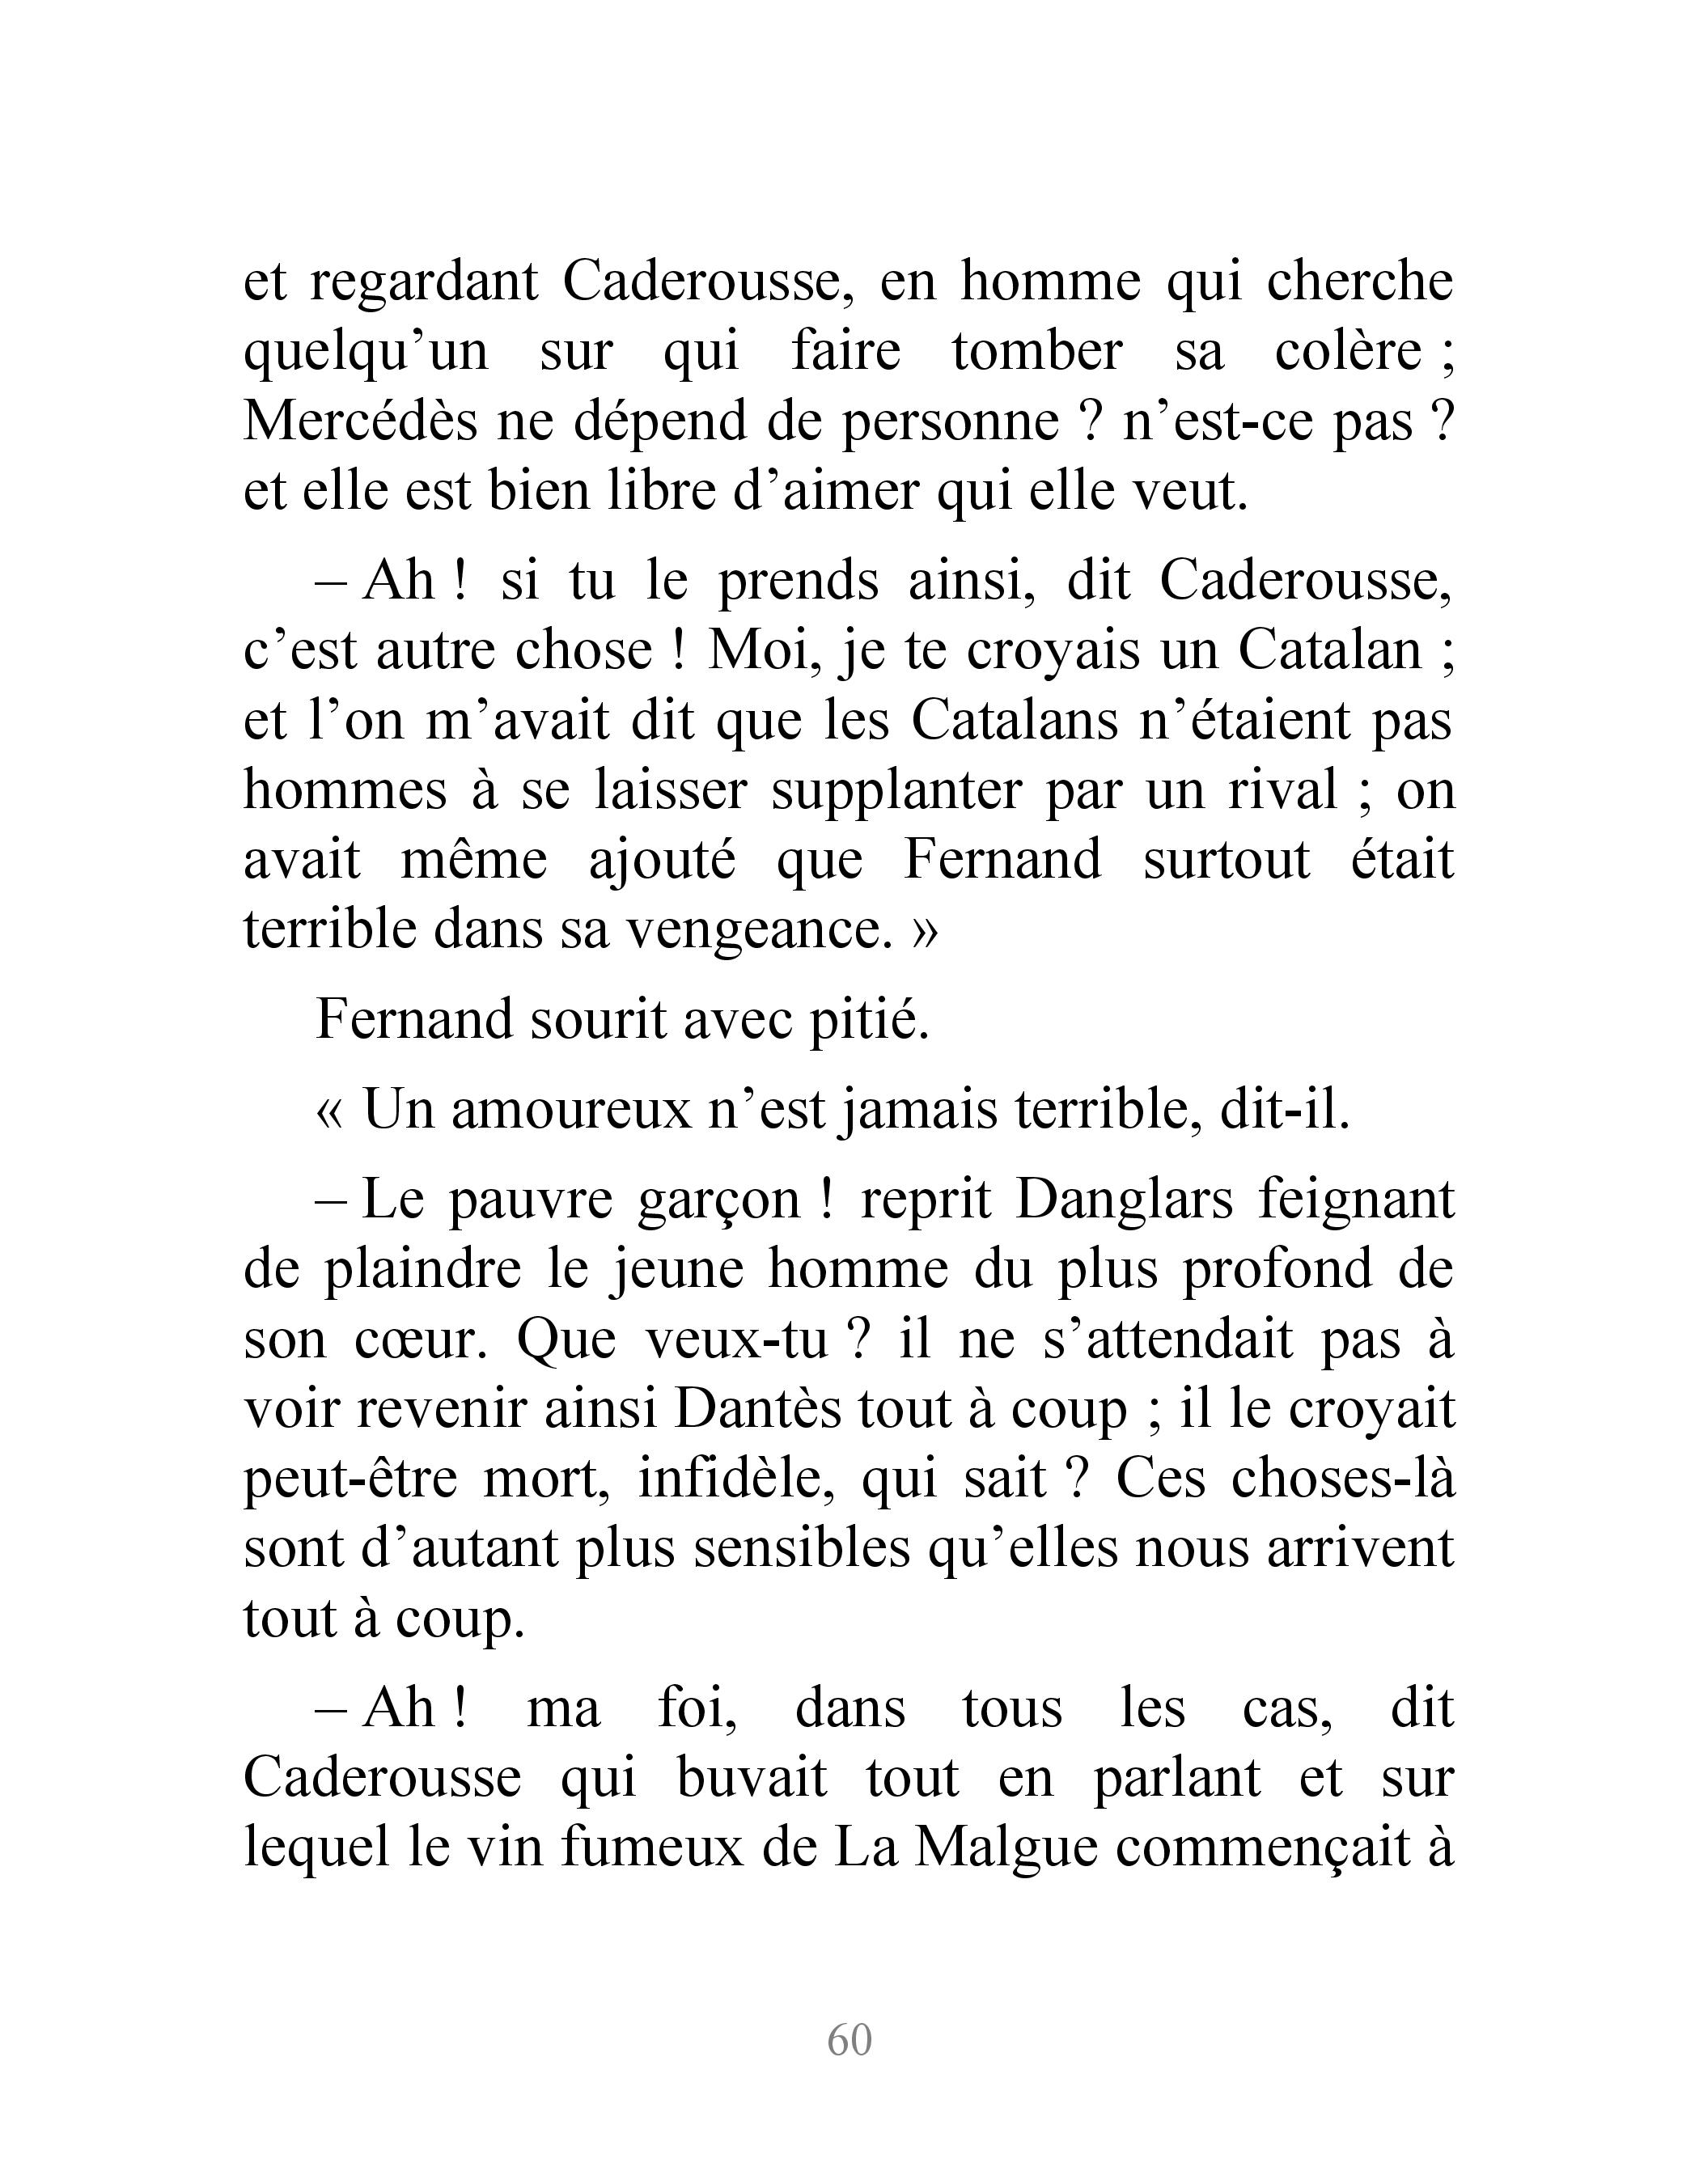 et regardant Caderousse, en homme qui cherche
quelqu’un sur qui faire tomber sa colère ;
Mercédès ne dépend de personne ? n’est-ce pas ?
et elle est bien libre d’aimer qui elle veut.
– Ah ! si tu le prends ainsi, dit Caderousse,
c’est autre chose ! Moi, je te croyais un Catalan ;
et l’on m’avait dit que les Catalans n’étaient pas
hommes à se laisser supplanter par un rival ; on
avait même ajouté que Fernand surtout était
terrible dans sa vengeance. »
Fernand sourit avec pitié.
« Un amoureux n’est jamais terrible, dit-il.
– Le pauvre garçon ! reprit Danglars feignant
de plaindre le jeune homme du plus profond de
son cœur. Que veux-tu ? il ne s’attendait pas à
voir revenir ainsi Dantès tout à coup ; il le croyait
peut-être mort, infidèle, qui sait ? Ces choses-là
sont d’autant plus sensibles qu’elles nous arrivent
tout à coup.
– Ah ! ma foi, dans tous les cas, dit
Caderousse qui buvait tout en parlant et sur
lequel le vin fumeux de La Malgue commençait à
60